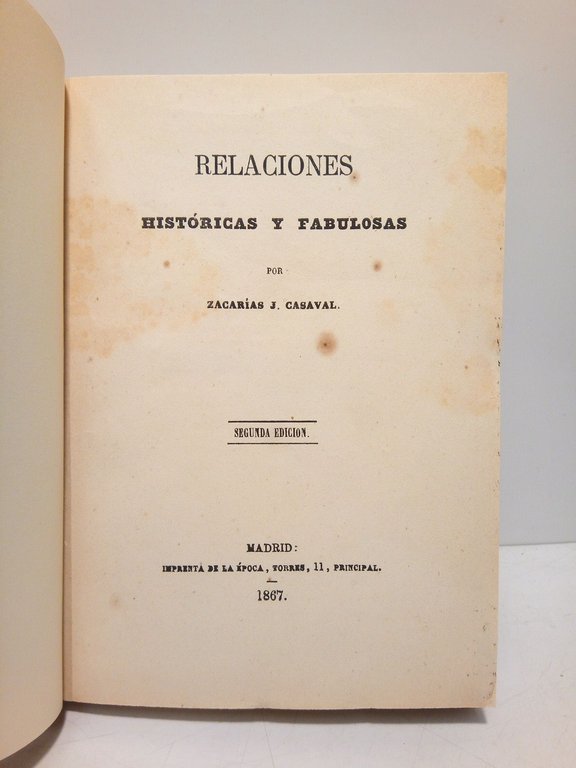 RELACIONES
HISTÓRICAS Y FABULOSAS
POR
ZACARÍAS J. CASAVAL.
SEGUNDA EDICION.
MADRID:
IMPRENTA DE LA ÉPOCA, TORRES, 11, PRINCIPAL.
1867.